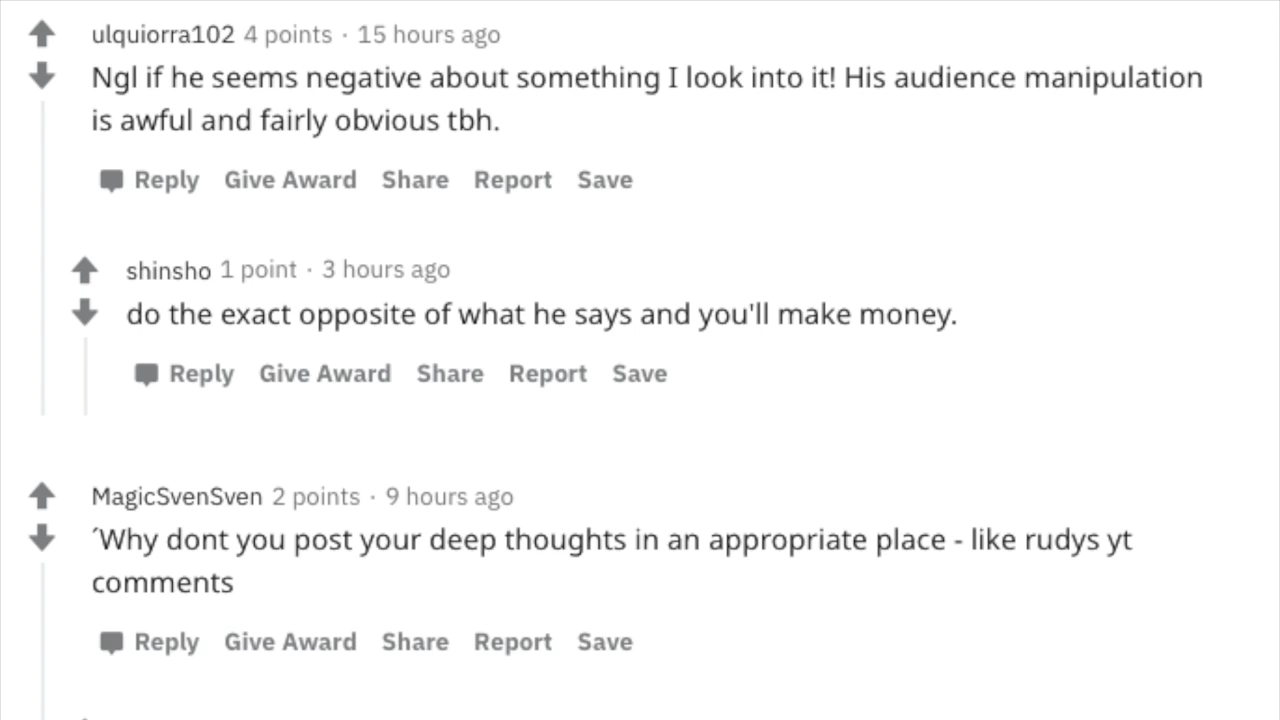 ulquiorra102 4 points · 15 hours ago
Ngl if he seems negative about something I look into it! His audience manipulation
is awful and fairly obvious tbh.
Reply Give Award Share Report Save
shinsho 1 point · 3 hours ago
do the exact opposite of what he says and you'll make money.
Reply Give Award Share Report Save
MagicSvenSven 2 points · 9 hours ago
´Why dont you post your deep thoughts in an appropriate place - like rudys yt
comments
Reply Give Award Share Report Save